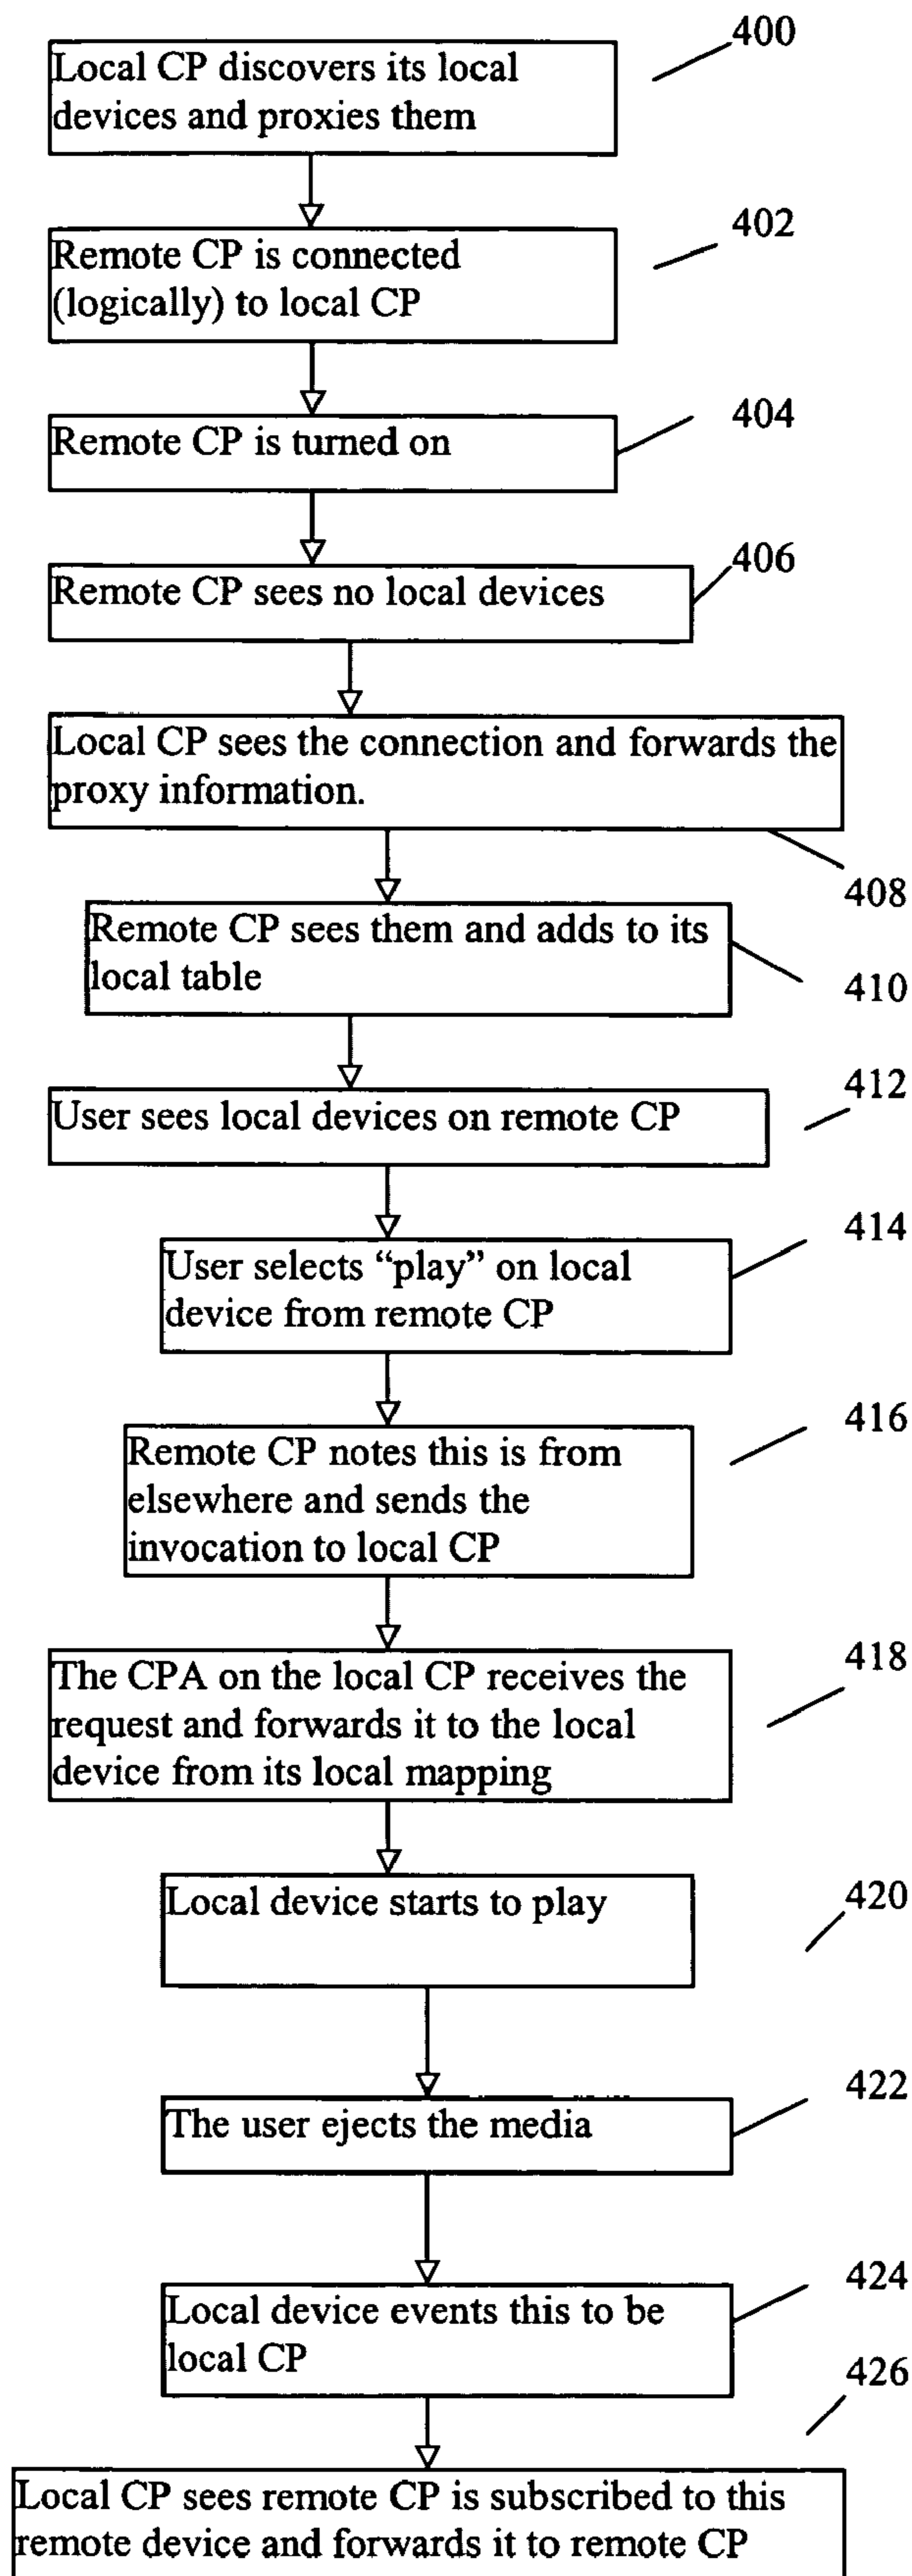 400
Local CP discovers its local
devices and proxies them
402
Remote CP is connected
(logically) to local CP
404
Remote CP is turned on
406
Remote CP sees no local devices
Local CP sees the connection and forwards the
proxy information.
408
Remote CP sees them and adds to its
local table
410
412
User sees local devices on remote CP
414
User selects “play” on local
device from remote CP
416
Remote CP notes this is from
elsewhere and sends the
invocation to local CP
418
The CPA on the local CP receives the
request and forwards it to the local
device from its local mapping
420
Local device starts to play
422
The user ejects the media
424
Local device events this to be
local CP
426
Local CP sees remote CP is subscribed to this
remote device and forwards it to remote CP